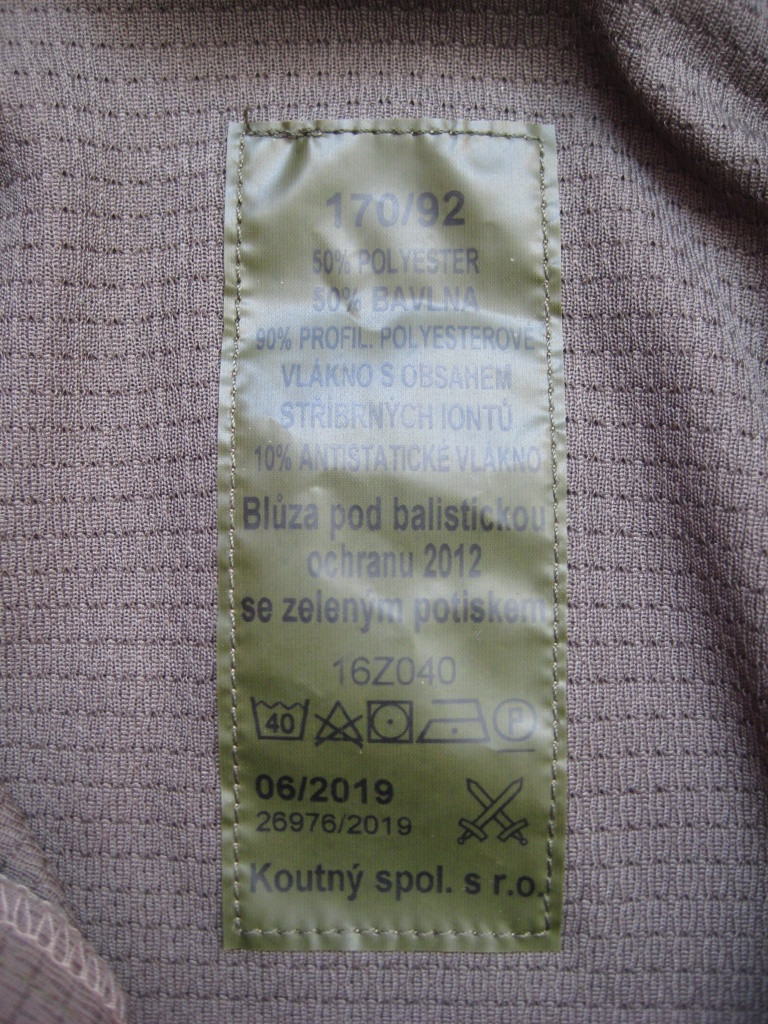 170/92
50% POLYESTER
50% BAVLNA
90% PROFIL. POLYESTEROVÉ
VLÁKNO S OBSAHEM
STŘÍBRNÝCH IONTŮ
10% ANTISTATICKÉ VLÁKNO
Blůza pod balistickou
ochranu 2012
se zeleným potiskem
16Z040
40 P
06/2019
26976/2019
Koutný spol. s r.o.